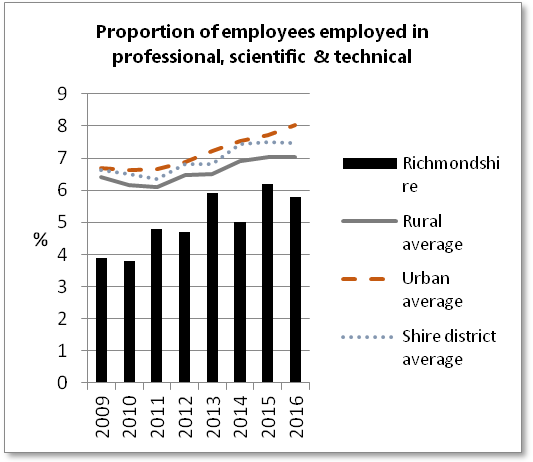 Proportion of employees employed in
professional, scientific & technical
9
8
7
6
5
4
3
2
1
0
%
2009
2010
2011
2012
2013
2014
2015
2016
Richmondshi
re
Rural
average
Urban
average
Shire district
average